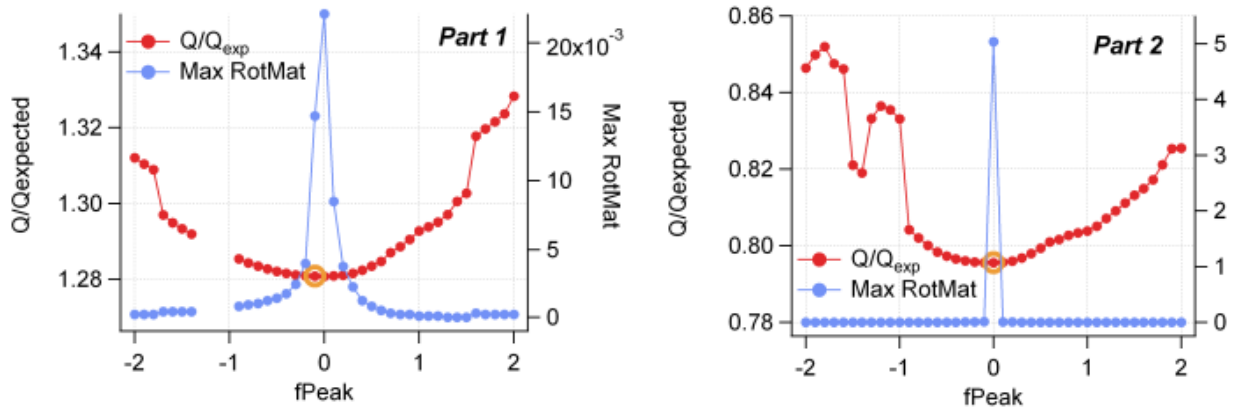 Part 1
Q/Qexp
Max RotMat
1.34
1.32
1.30
1.28
Q/Qexpected
20x10-3
15
10
5
0
Max RotMat
-2
-1
0
1
2
fPeak
Part 2
Q/Qexp
Max RotMat
0.86
0.84
0.82
0.80
0.78
Q/Qexpected
5
4
3
2
1
0
-2
-1
0
1
2
fPeak